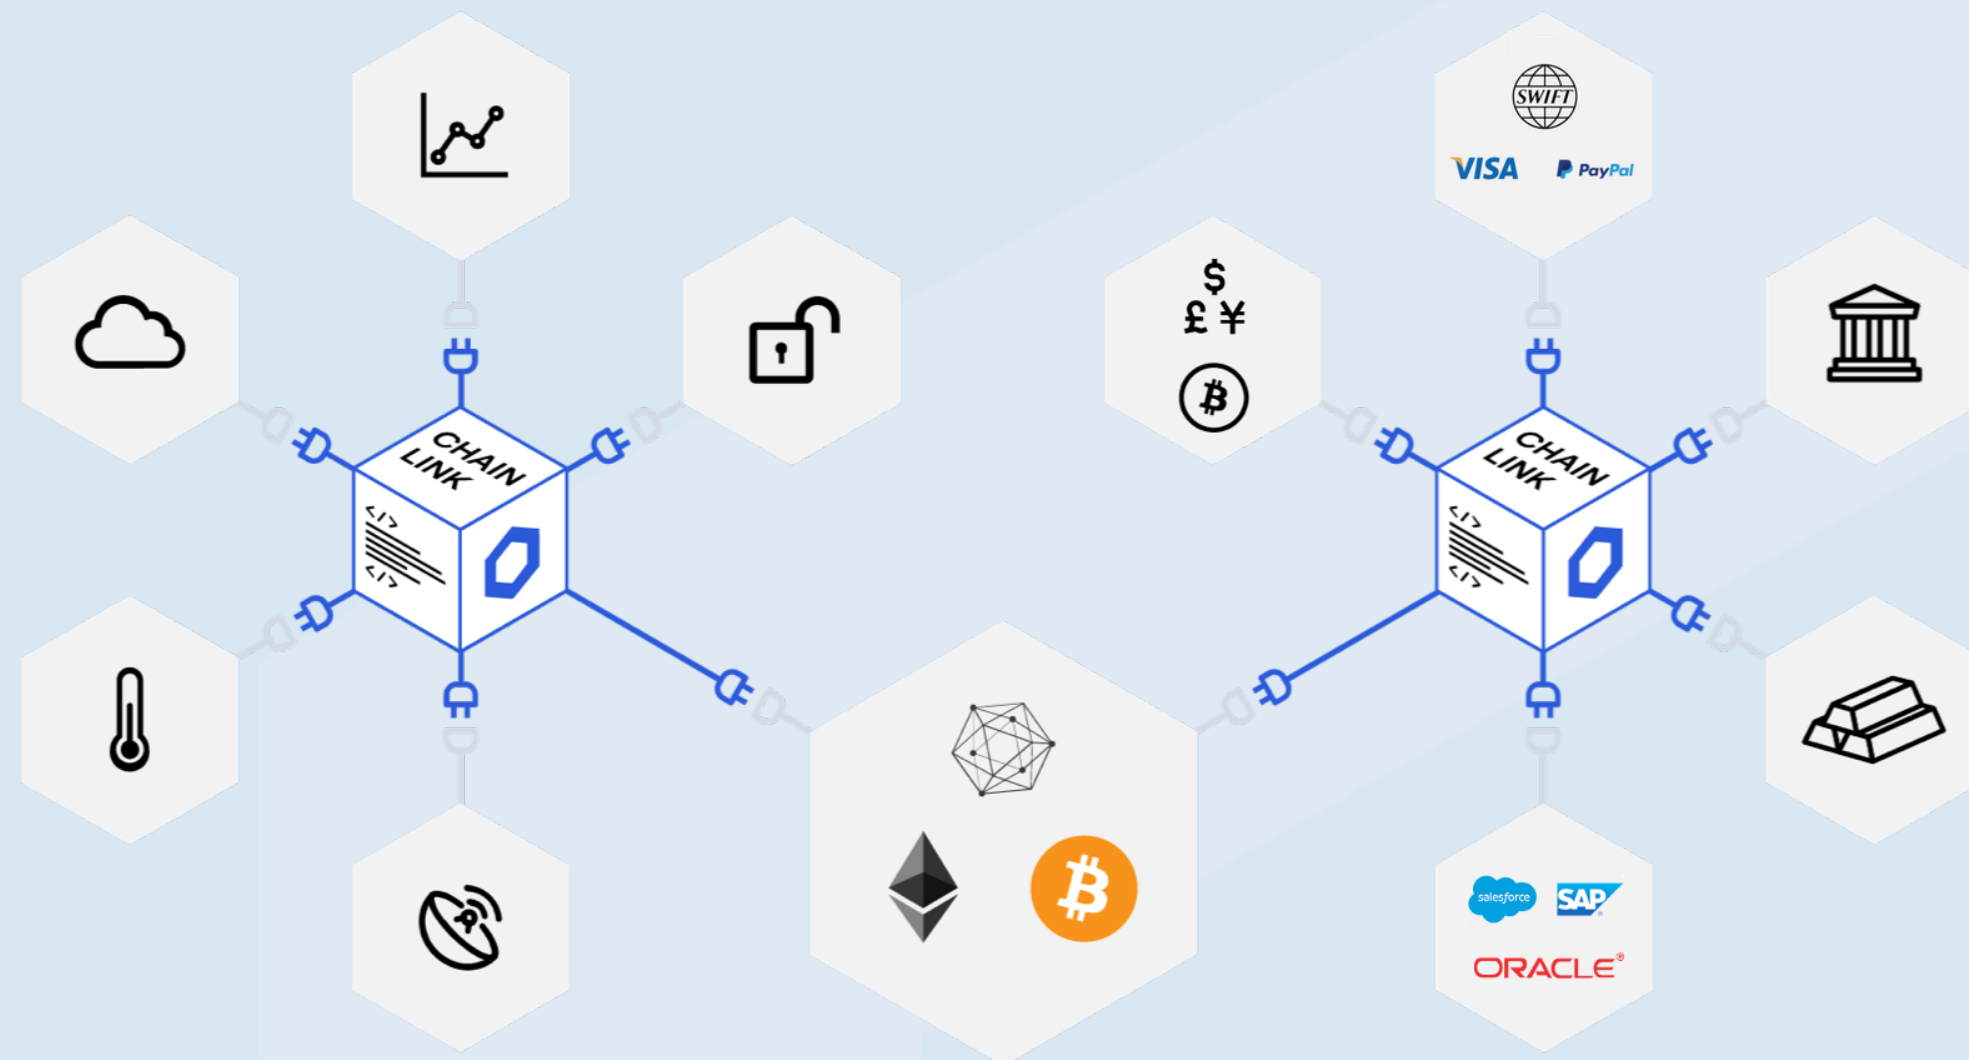 SWIFT
VISA
PayPal
$
£ ¥
CHAIN
LINK
</>
</>
CHAIN
LINK
</>
</>
salesforce
SAP
ORACLE®